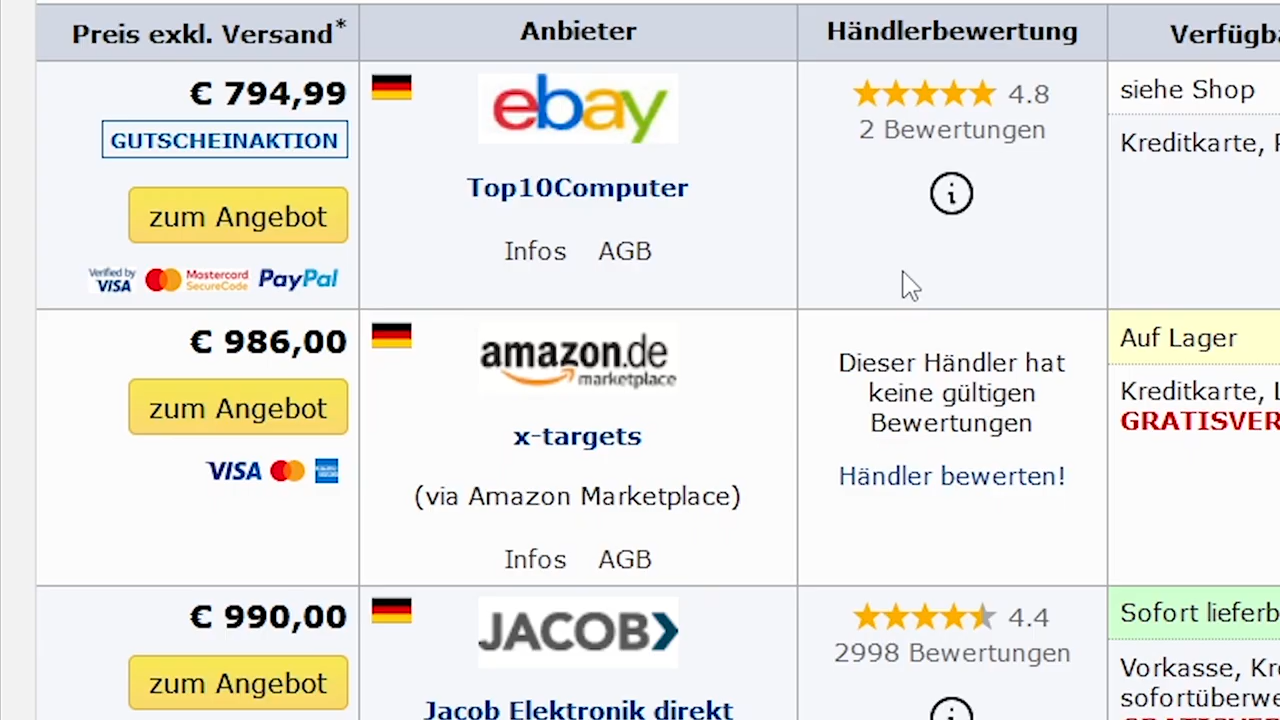 Preis exkl. Versand*
Anbieter
Händlerbewertung
Verfügb
€ 794,99
GUTSCHEINAKTION
zum Angebot
Verified by VISA
Mastercard SecureCode
PayPal
ebay
Top10Computer
Infos AGB
4.8
2 Bewertungen
i
siehe Shop
Kreditkarte,
€ 986,00
zum Angebot
VISA
amazon.de
marketplace
x-targets
(via Amazon Marketplace)
Infos AGB
Dieser Händler hat
keine gültigen
Bewertungen
Händler bewerten!
Auf Lager
Kreditkarte,
GRATISVER
€ 990,00
zum Angebot
JACOB
Jacob Elektronik direkt
4.4
2998 Bewertungen
Sofort lieferb
Vorkasse, Kr
sofortüberwe